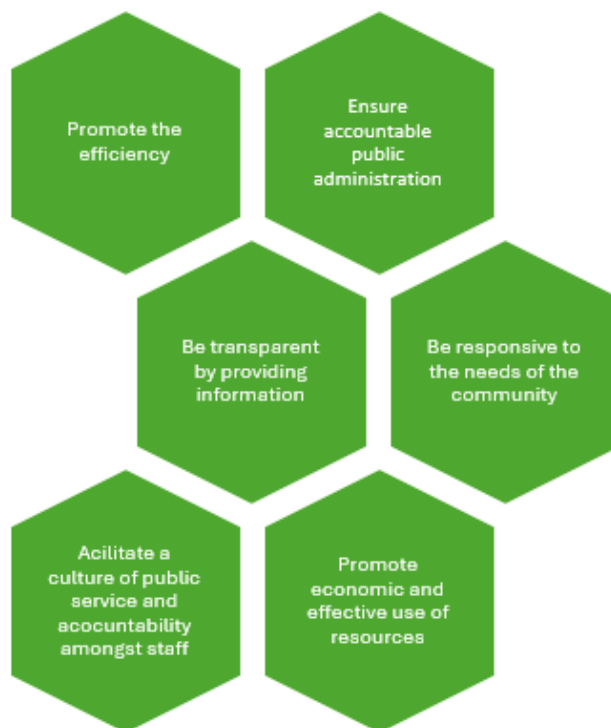 Promote the
efficiency
Ensure
accountable
public
administration
Be transparent
by providing
information
Be responsive to
the needs of the
community
Acilitate a
culture of public
service and
acocuntability
amongst staff
Promote
economic and
effective use of
resources